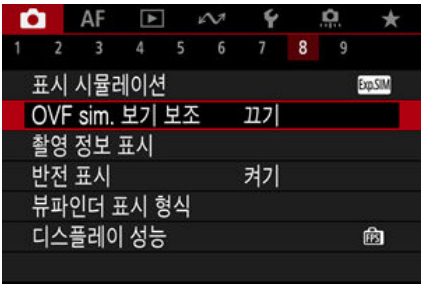 AF
1 2 3 4 5 6 7 8 9
표시 시뮬레이션 Exp.SIM
OVF sim. 보기 보조 끄기
촬영 정보 표시
반전 표시 켜기
뷰파인더 표시 형식
디스플레이 성능 FPS